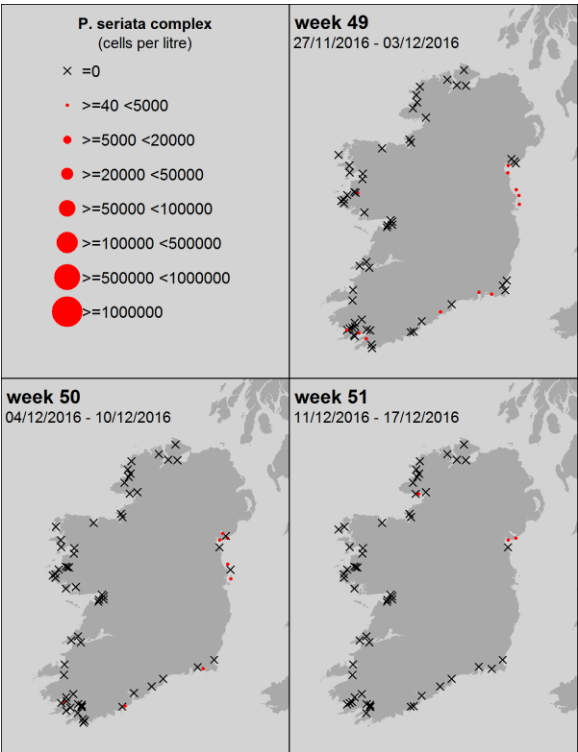 P. seriata complex
(cells per litre)
=0
>=40 <5000
>=5000 <20000
>=20000 <50000
>=50000 <100000
>=100000 <500000
>=500000 <1000000
>=1000000
week 49
27/11/2016 - 03/12/2016
week 50
04/12/2016 - 10/12/2016
week 51
11/12/2016 - 17/12/2016